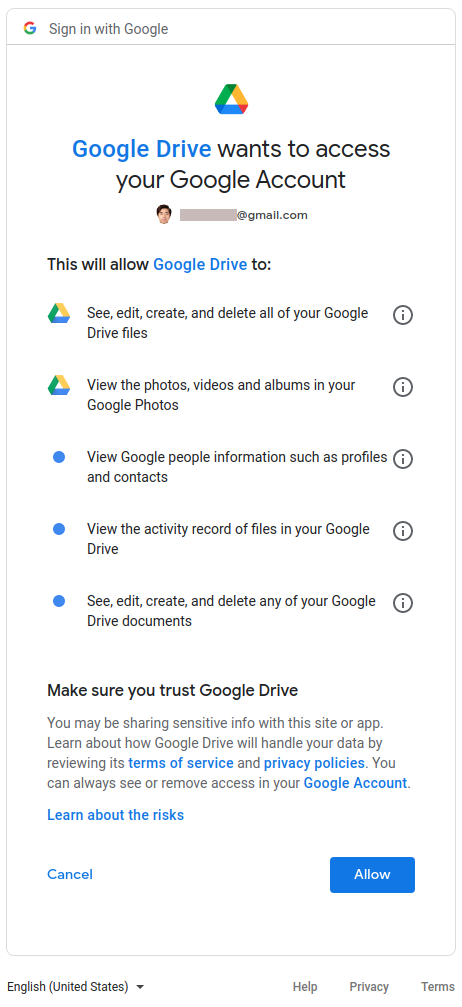 Sign in with Google
Google Drive wants to access
your Google Account
@gmail.com
This will allow Google Drive to:
See, edit, create, and delete all of your Google
Drive files
View the photos, videos and albums in your
Google Photos
View Google people information such as profiles
and contacts
View the activity record of files in your Google
Drive
See, edit, create, and delete any of your Google
Drive documents
Make sure you trust Google Drive
You may be sharing sensitive info with this site or app.
Learn about how Google Drive will handle your data by
reviewing its terms of service and privacy policies. You
can always see or remove access in your Google Account.
Learn about the risks
Cancel Allow
English (United States) Help Privacy Terms